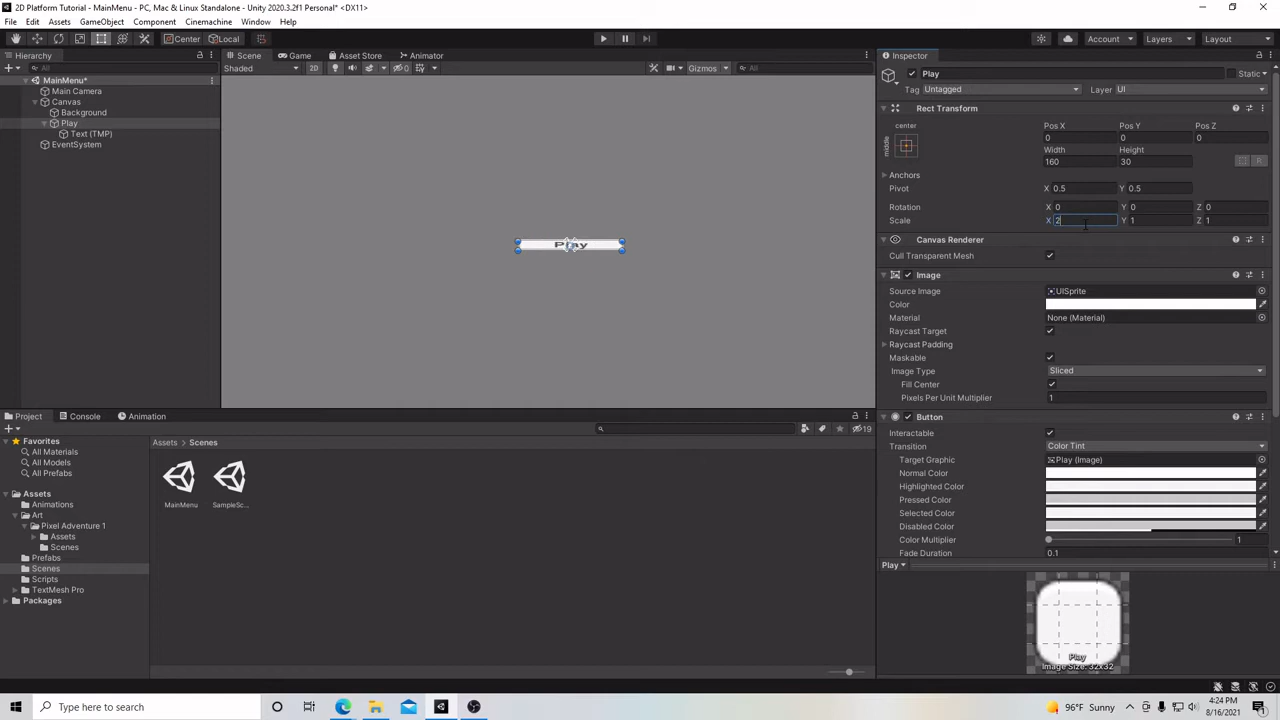 2D Platform Tutorial - MainMenu - PC, Mac & Linux Standalone - Unity 2020.3.2f1 Personal* <DX11>
File Edit Assets GameObject Component Cinemachine Window Help
Center Local Account Layers Layout
Hierarchy
All
MainMenu*
Main Camera
Canvas
Background
Play
Text (TMP)
EventSystem
Scene Game Asset Store Animator
Shaded 2D 0 Gizmos All
Play
Inspector
Play Static
Tag Untagged Layer UI
Rect Transform
center
middle
Pos X Pos Y Pos Z
0 0 0
Width Height
160 30 R
Anchors
Pivot X 0.5 Y 0.5
Rotation X 0 Y 0 Z 0
Scale X 2 Y 1 Z 1
Canvas Renderer
Cull Transparent Mesh
Image
Source Image UISprite
Color
Material None (Material)
Raycast Target
Raycast Padding
Maskable
Image Type Sliced
Fill Center
Pixels Per Unit Multiplier 1
Button
Interactable
Transition Color Tint
Target Graphic Play (Image)
Normal Color
Highlighted Color
Pressed Color
Selected Color
Disabled Color
Color Multiplier 1
Fade Duration 0.1
Play
Play
Image Size: 32x32
Project Console Animation
19
Favorites
All Materials
All Models
All Prefabs
Assets
Animations
Art
Pixel Adventure 1
Assets
Scenes
Prefabs
Scenes
Scripts
TextMesh Pro
Packages
Assets Scenes
MainMenu SampleSc...
Type here to search
96°F Sunny
4:24 PM
8/16/2021
1